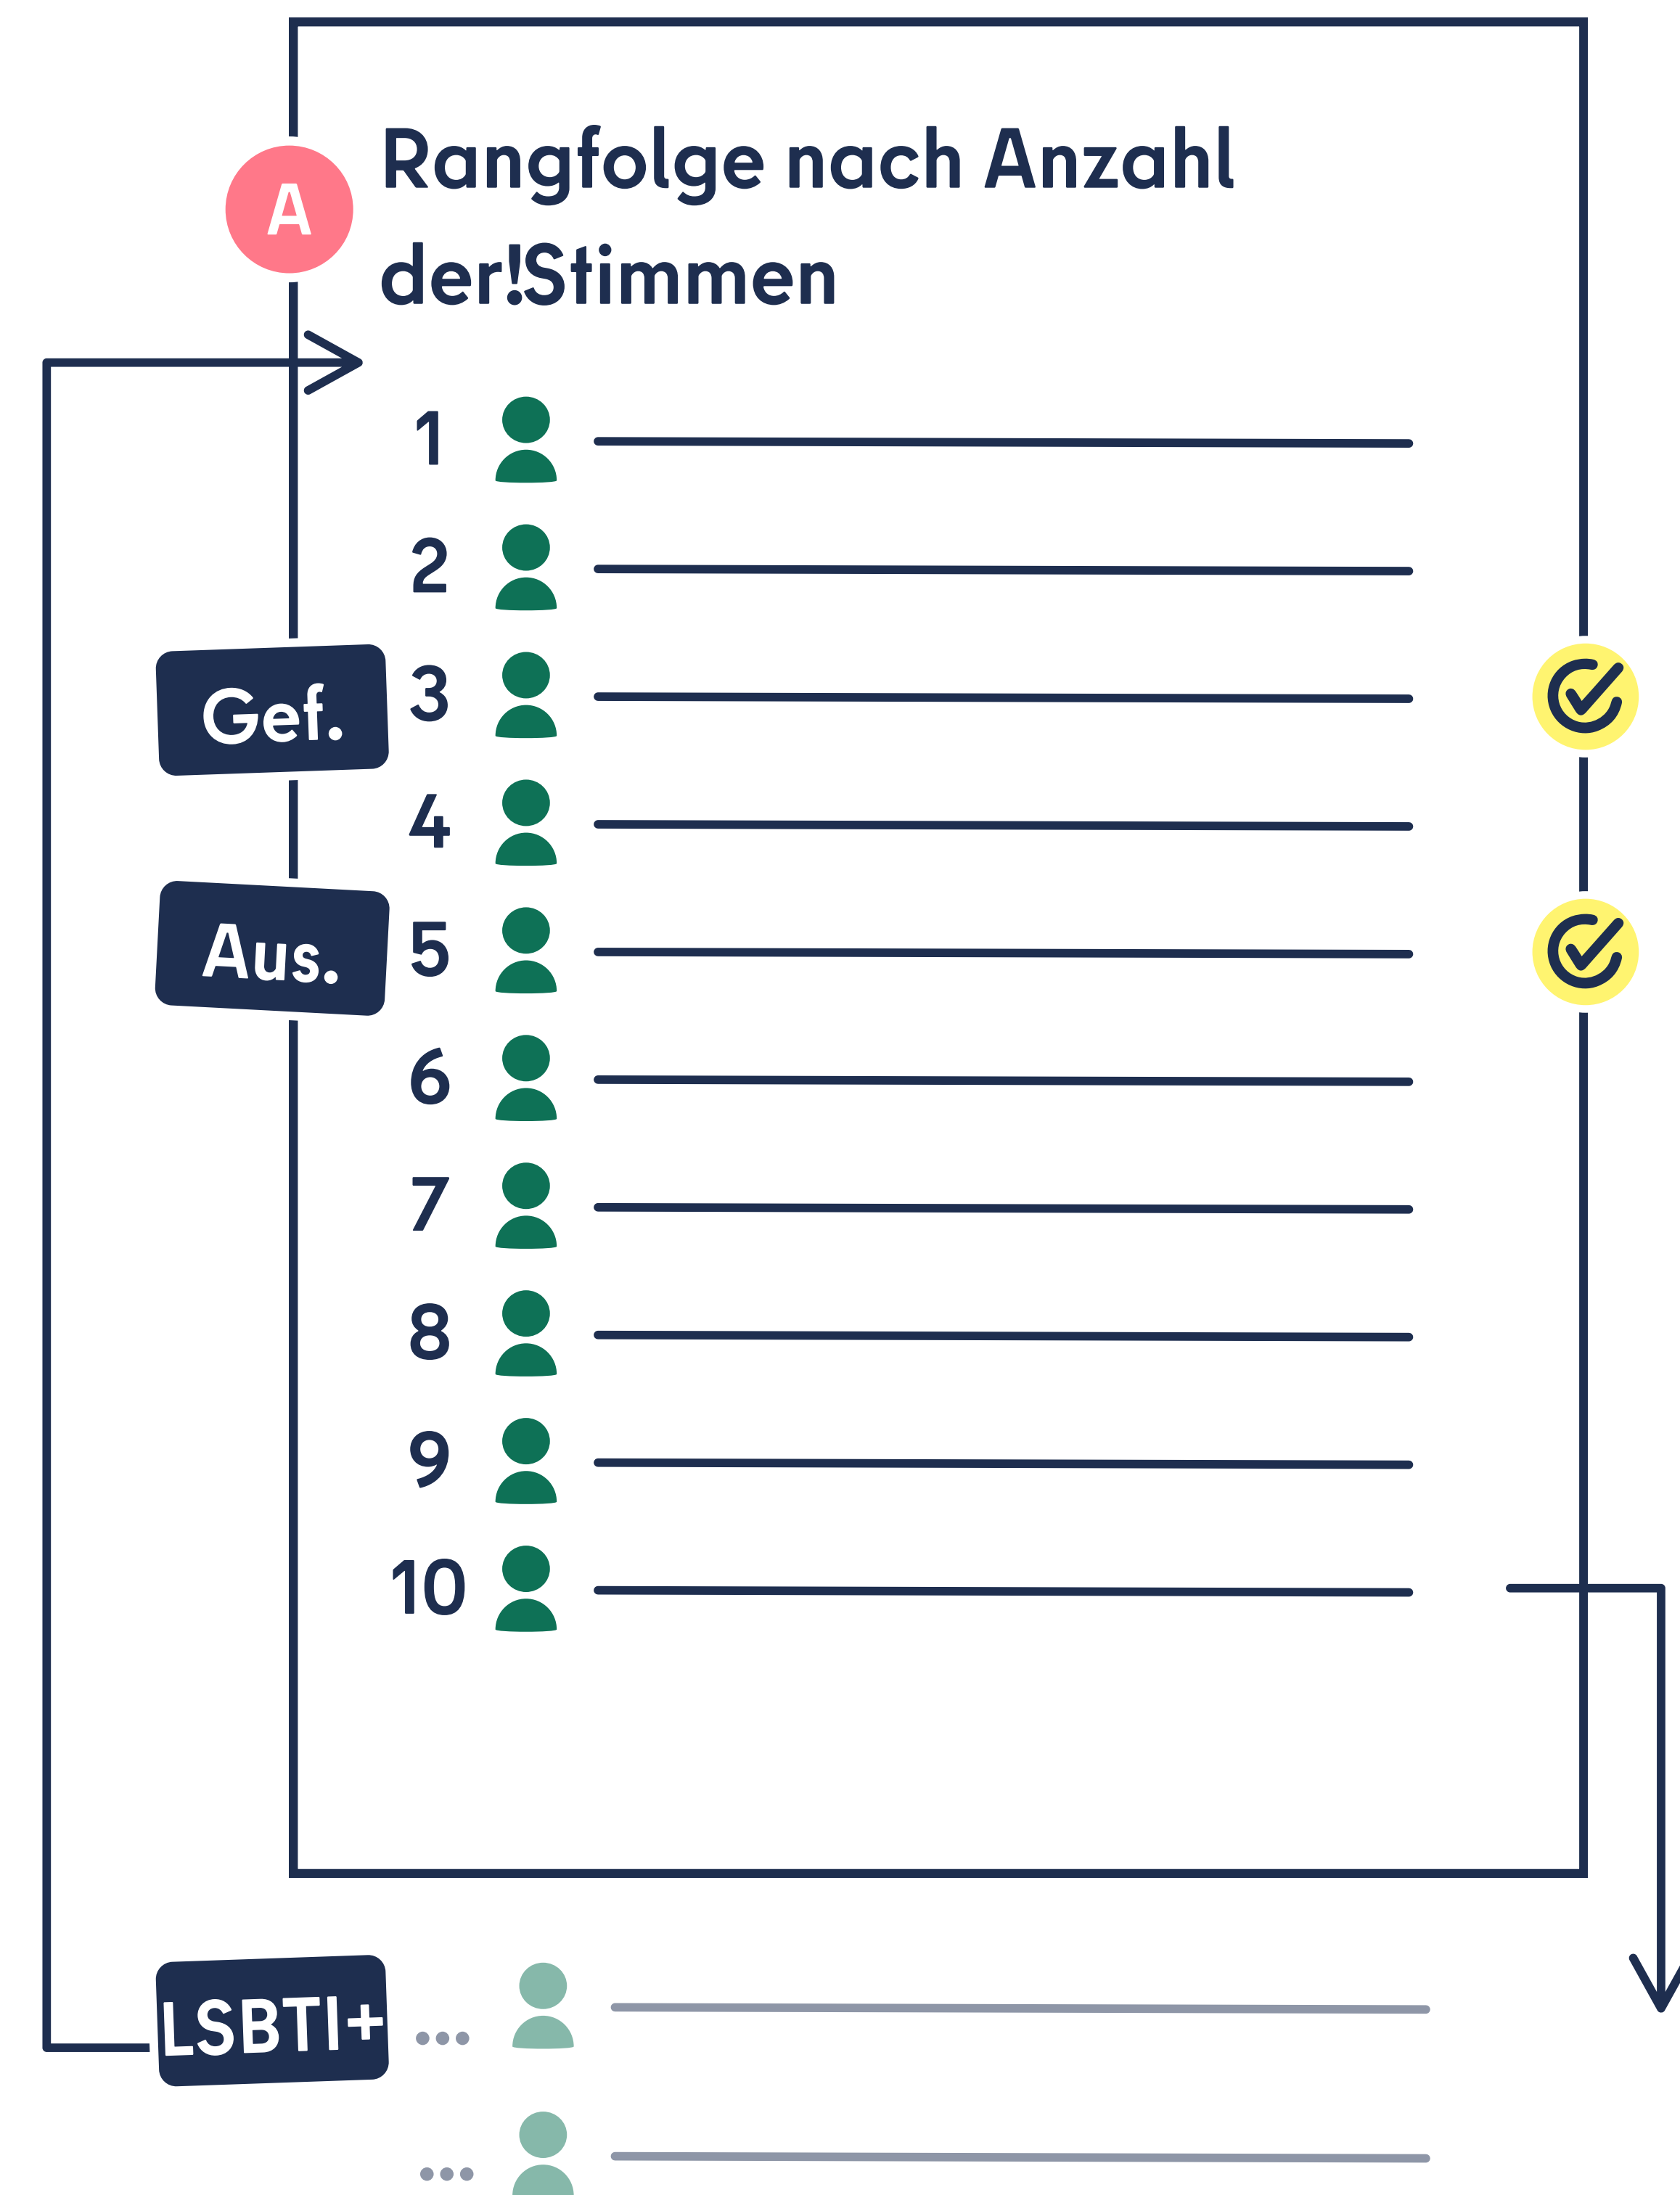 A
Rangfolge nach Anzahl
der!Stimmen
1
2
Gef. 3
4
Aus. 5
6
7
8
9
10
LSBTI+ ...
...